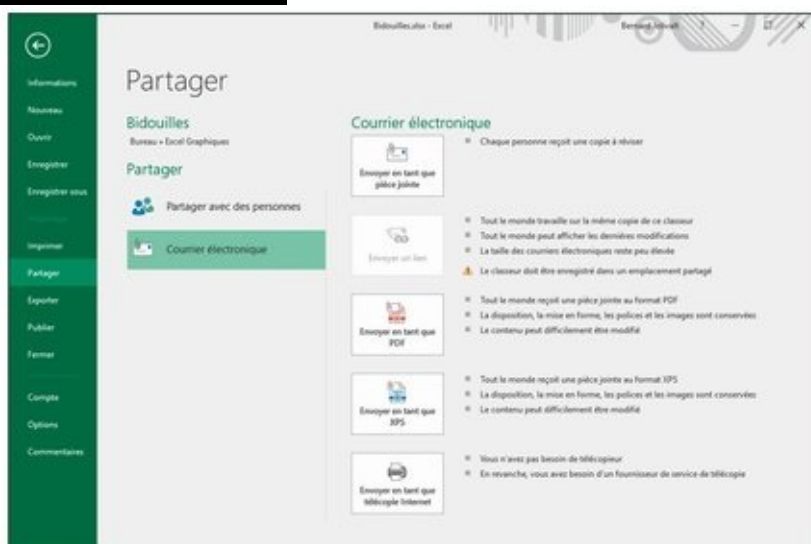 Bidouilles.xlsx - Excel
Bernard Jolivalt ? –
Informations
Nouveau
Ouvrir
Enregistrer
Enregistrer sous
Imprimer
Partager
Exporter
Publier
Fermer
Compte
Options
Commentaires
Partager
Bidouilles
Bureau » Excel Graphiques
Partager
Partager avec des personnes
Courrier électronique
Courrier électronique
Envoyer en tant que
pièce jointe
Chaque personne reçoit une copie à réviser
Envoyer un lien
Tout le monde travaille sur la même copie de ce classeur
Tout le monde peut afficher les dernières modifications
La taille des courriers électroniques reste peu élevée
Le classeur doit être enregistré dans un emplacement partagé
Envoyer en tant que
PDF
Tout le monde reçoit une pièce jointe au format PDF
La disposition, la mise en forme, les polices et les images sont conservées
Le contenu peut difficilement être modifié
Envoyer en tant que
XPS
Tout le monde reçoit une pièce jointe au format XPS
La disposition, la mise en forme, les polices et les images sont conservées
Le contenu peut difficilement être modifié
Envoyer en tant que
télécopie Internet
Vous n'avez pas besoin de télécopieur
En revanche, vous avez besoin d'un fournisseur de service de télécopie